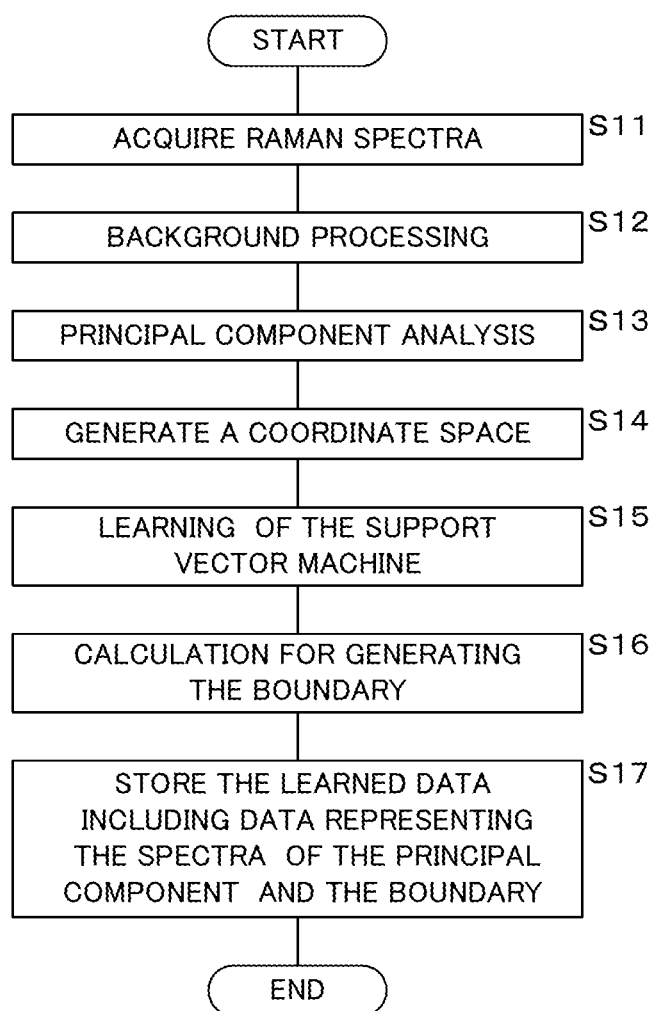 START
ACQUIRE RAMAN SPECTRA
S11
BACKGROUND PROCESSING
S12
PRINCIPAL COMPONENT ANALYSIS
S13
GENERATE A COORDINATE SPACE
S14
LEARNING OF THE SUPPORT
VECTOR MACHINE
S15
CALCULATION FOR GENERATING
THE BOUNDARY
S16
STORE THE LEARNED DATA
INCLUDING DATA REPRESENTING
THE SPECTRA OF THE PRINCIPAL
COMPONENT AND THE BOUNDARY
S17
END